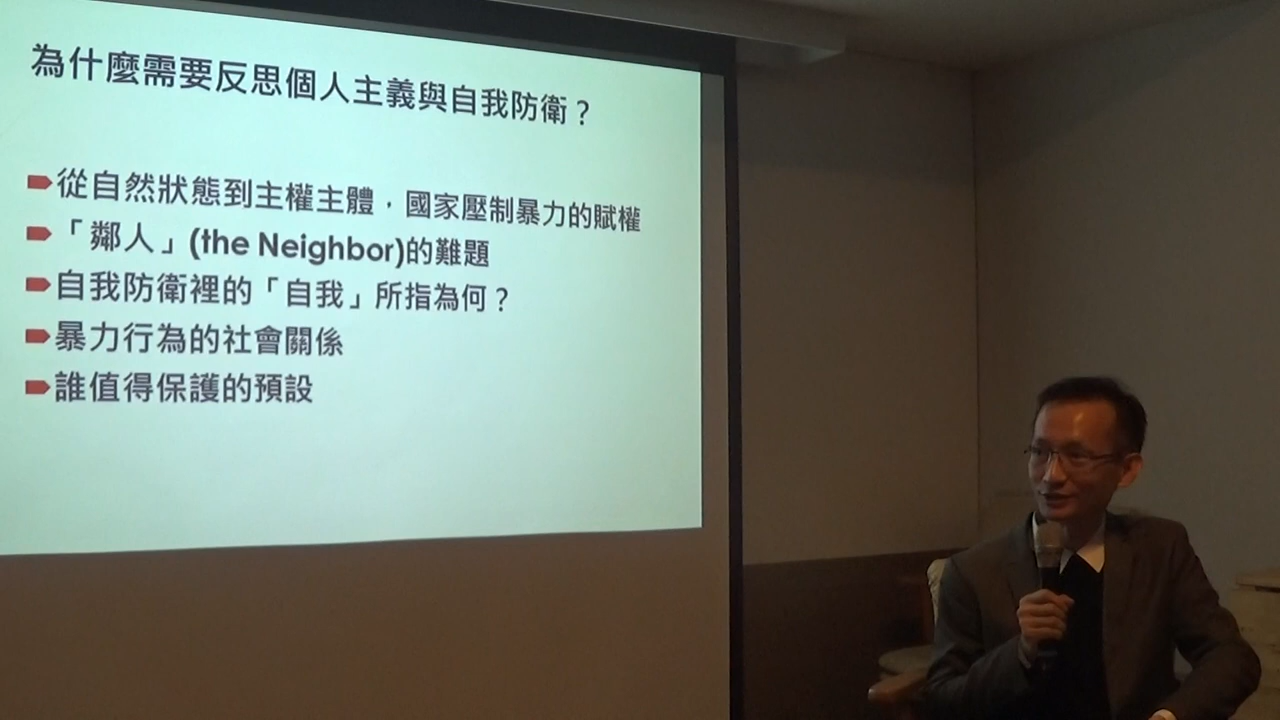 為什麼需要反思個人主義與自我防衛？
從自然狀態到主權主體，國家壓制暴力的賦權
「鄰人」(the Neighbor)的難題
自我防衛裡的「自我」所指為何？
暴力行為的社會關係
誰值得保護的預設